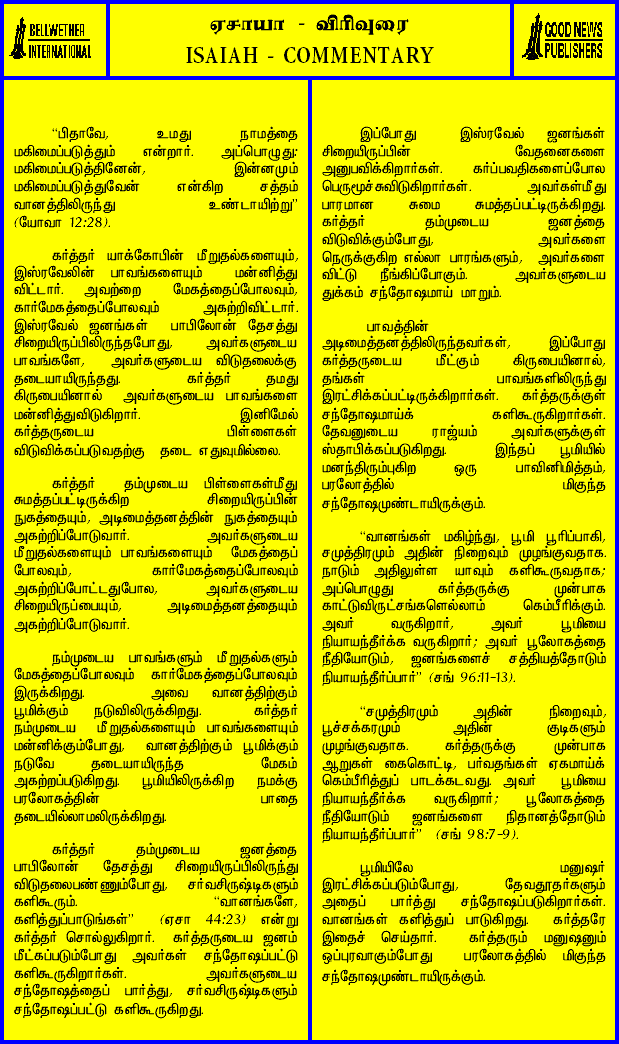 BELLWETHER
INTERNATIONAL
ஏசாயா - விரிவுரை
ISAIAH - COMMENTARY
GOOD NEWS
PUBLISHERS
“பிதாவே, உமது நாமத்தை
மகிமைப்படுத்தும் என்றார். அப்பொழுது:
மகிமைப்படுத்தினேன், இன்னமும்
மகிமைப்படுத்துவேன் என்கிற சத்தம்
வானத்திலிருந்து உண்டாயிற்று”
(யோவா 12:28).
கர்த்தர் யாக்கோபின் மீறுதல்களையும்,
இஸ்ரவேலின் பாவங்களையும் மன்னித்து
விட்டார். அவற்றை மேகத்தைப்போலவும்,
கார்மேகத்தைப்போலவும் அகற்றிவிட்டார்.
இஸ்ரவேல் ஜனங்கள் பாபிலோன் தேசத்து
சிறையிருப்பிலிருந்தபோது, அவர்களுடைய
பாவங்களே, அவர்களுடைய விடுதலைக்கு
தடையாயிருந்தது. கர்த்தர் தமது
கிருபையினால் அவர்களுடைய பாவங்களை
மன்னித்துவிடுகிறார். இனிமேல்
கர்த்தருடைய பிள்ளைகள்
விடுவிக்கப்படுவதற்கு தடை எதுவுமில்லை.
கர்த்தர் தம்முடைய பிள்ளைகள்மீது
சுமத்தப்பட்டிருக்கிற சிறையிருப்பின்
நுகத்தையும், அடிமைத்தனத்தின் நுகத்தையும்
அகற்றிப்போடுவார். அவர்களுடைய
மீறுதல்களையும் பாவங்களையும் மேகத்தைப்
போலவும், கார்மேகத்தைப்போலவும்
அகற்றிப்போட்டதுபோல, அவர்களுடைய
சிறையிருப்பையும், அடிமைத்தனத்தையும்
அகற்றிப்போடுவார்.
நம்முடைய பாவங்களும் மீறுதல்களும்
மேகத்தைப்போலவும் கார்மேகத்தைப்போலவும்
இருக்கிறது. அவை வானத்திற்கும்
பூமிக்கும் நடுவிலிருக்கிறது. கர்த்தர்
நம்முடைய மீறுதல்களையும் பாவங்களையும்
மன்னிக்கும்போது, வானத்திற்கும் பூமிக்கும்
நடுவே தடையாயிருந்த மேகம்
அகற்றப்படுகிறது. பூமியிலிருக்கிற நமக்கு
பரலோகத்தின் பாதை
தடையில்லாமலிருக்கிறது.
கர்த்தர் தம்முடைய ஜனத்தை
பாபிலோன் தேசத்து சிறையிருப்பிலிருந்து
விடுதலைபண்ணும்போது, சர்வசிருஷ்டிகளும்
களிகூரும். “வானங்களே,
களித்துப்பாடுங்கள்” (ஏசா 44:23) என்று
கர்த்தர் சொல்லுகிறார். கர்த்தருடைய ஜனம்
மீட்கப்படும்போது அவர்கள் சந்தோஷப்பட்டு
களிகூருகிறார்கள். அவர்களுடைய
சந்தோஷத்தைப் பார்த்து, சர்வசிருஷ்டிகளும்
சந்தோஷப்பட்டு களிகூருகிறது.
இப்போது இஸ்ரவேல் ஜனங்கள்
சிறையிருப்பின் வேதனைகளை
அனுபவிக்கிறார்கள். கர்ப்பவதிகளைப்போல
பெருமூச்சுவிடுகிறார்கள். அவர்கள்மீது
பாரமான சுமை சுமத்தப்பட்டிருக்கிறது.
கர்த்தர் தம்முடைய ஜனத்தை
விடுவிக்கும்போது, அவர்களை
நெருக்குகிற எல்லா பாரங்களும், அவர்களை
விட்டு நீங்கிப்போகும். அவர்களுடைய
துக்கம் சந்தோஷமாய் மாறும்.
பாவத்தின்
அடிமைத்தனத்திலிருந்தவர்கள், இப்போது
கர்த்தருடைய மீட்கும் கிருபையினால்,
தங்கள் பாவங்களிலிருந்து
இரட்சிக்கப்பட்டிருக்கிறார்கள். கர்த்தருக்குள்
சந்தோஷமாய்க் களிகூருகிறார்கள்.
தேவனுடைய ராஜ்யம் அவர்களுக்குள்
ஸ்தாபிக்கப்படுகிறது. இந்தப் பூமியில்
மனந்திரும்புகிற ஒரு பாவினிமித்தம்,
பரலோத்தில் மிகுந்த
சந்தோஷமுண்டாயிருக்கும்.
“வானங்கள் மகிழ்ந்து, பூமி பூரிப்பாகி,
சமுத்திரமும் அதின் நிறைவும் முழங்குவதாக.
நாடும் அதிலுள்ள யாவும் களிகூருவதாக;
அப்பொழுது கர்த்தருக்கு முன்பாக
காட்டுவிருட்சங்களெல்லாம் கெம்பீரிக்கும்.
அவர் வருகிறார், அவர் பூமியை
நியாயந்தீர்க்க வருகிறார்; அவர் பூலோகத்தை
நீதியோடும், ஜனங்களைச் சத்தியத்தோடும்
நியாயந்தீர்ப்பார்” (சங் 96:11-13).
“சமுத்திரமும் அதின் நிறைவும்,
பூச்சக்கரமும் அதின் குடிகளும்
முழங்குவதாக. கர்த்தருக்கு முன்பாக
ஆறுகள் கைகொட்டி, பர்வதங்கள் ஏகமாய்க்
கெம்பீரித்துப் பாடக்கடவது. அவர் பூமியை
நியாயந்தீர்க்க வருகிறார்; பூலோகத்தை
நீதியோடும் ஜனங்களை நிதானத்தோடும்
நியாயந்தீர்ப்பார்” (சங் 98:7-9).
பூமியிலே மனுஷர்
இரட்சிக்கப்படும்போது, தேவதூதர்களும்
அதைப் பார்த்து சந்தோஷப்படுகிறார்கள்.
வானங்கள் களித்துப் பாடுகிறது. கர்த்தரே
இதைச் செய்தார். கர்த்தரும் மனுஷனும்
ஒப்புரவாகும்போது பரலோகத்தில் மிகுந்த
சந்தோஷமுண்டாயிருக்கும்.